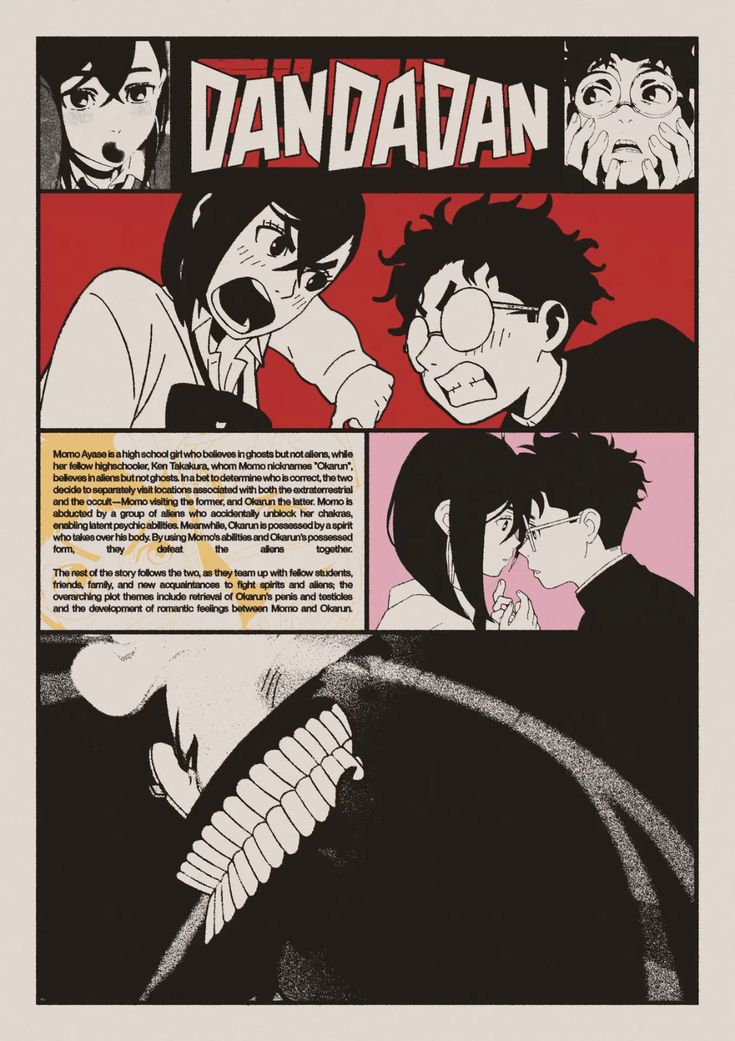 DANDADAN
Momo Ayase is a high school girl who believes in ghosts but not aliens, while
her fellow highschooler, Ken Takakura, whom Momo nicknames "Okarun",
believes in aliens but not ghosts. In a bet to determine who is correct, the two
decide to separately visit locations associated with both the extraterrestrial
and the occult—Momo visiting the former, and Okarun the latter. Momo is
abducted by a group of aliens who accidentally unblock her chakras,
enabling latent psychic abilities. Meanwhile, Okarun is possessed by a spirit
who takes over his body. By using Momo's abilities and Okarun's possessed
form, they defeat the aliens together.
The rest of the story follows the two, as they team up with fellow students,
friends, family, and new acquaintances to fight spirits and aliens; the
overarching plot themes include retrieval of Okarun's penis and testicles
and the development of romantic feelings between Momo and Okarun.